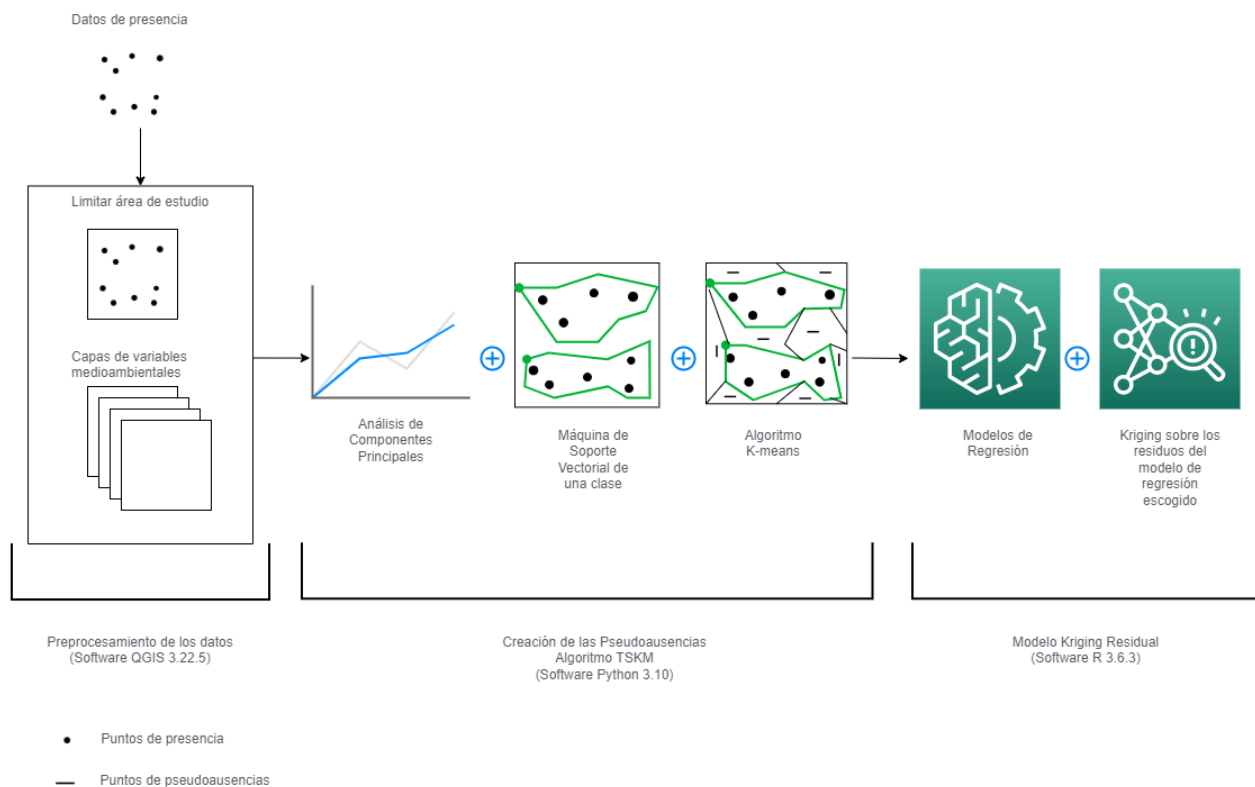 Datos de presencia
Limitar área de estudio
Capas de variables
medioambientales
Análisis de
Componentes
Principales
Máquina de
Soporte
Vectorial de
una clase
Algoritmo
K-means
Modelos de
Regresión
Kriging sobre los
residuos del
modelo de
regresión
escogido
Preprocesamiento de los datos
(Software QGIS 3.22.5)
Creación de las Pseudoausencias
Algoritmo TSKM
(Software Python 3.10)
Modelo Kriging Residual
(Software R 3.6.3)
Puntos de presencia
Puntos de pseudoausencias